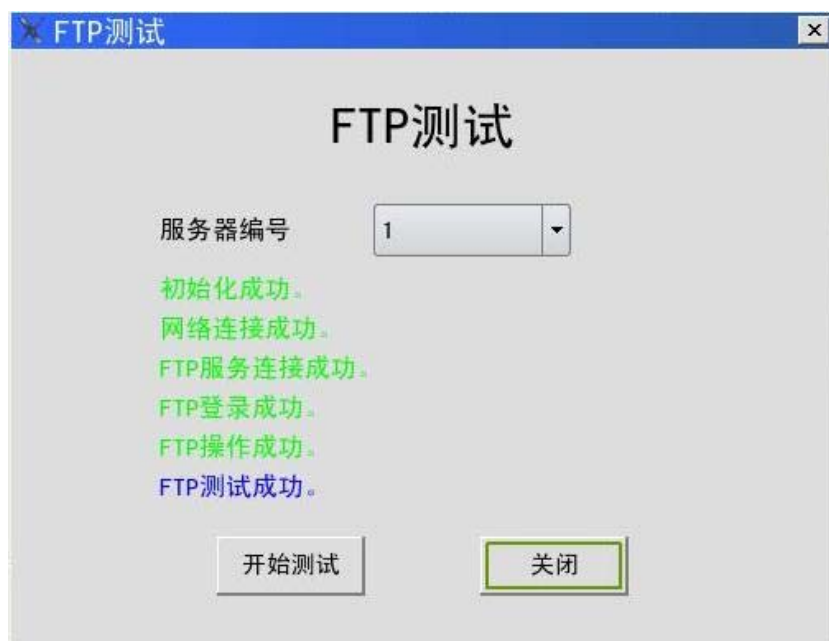 FTP测试
FTP测试
服务器编号 1
初始化成功。
网络连接成功。
FTP服务连接成功。
FTP登录成功。
FTP操作成功。
FTP测试成功。
开始测试 关闭